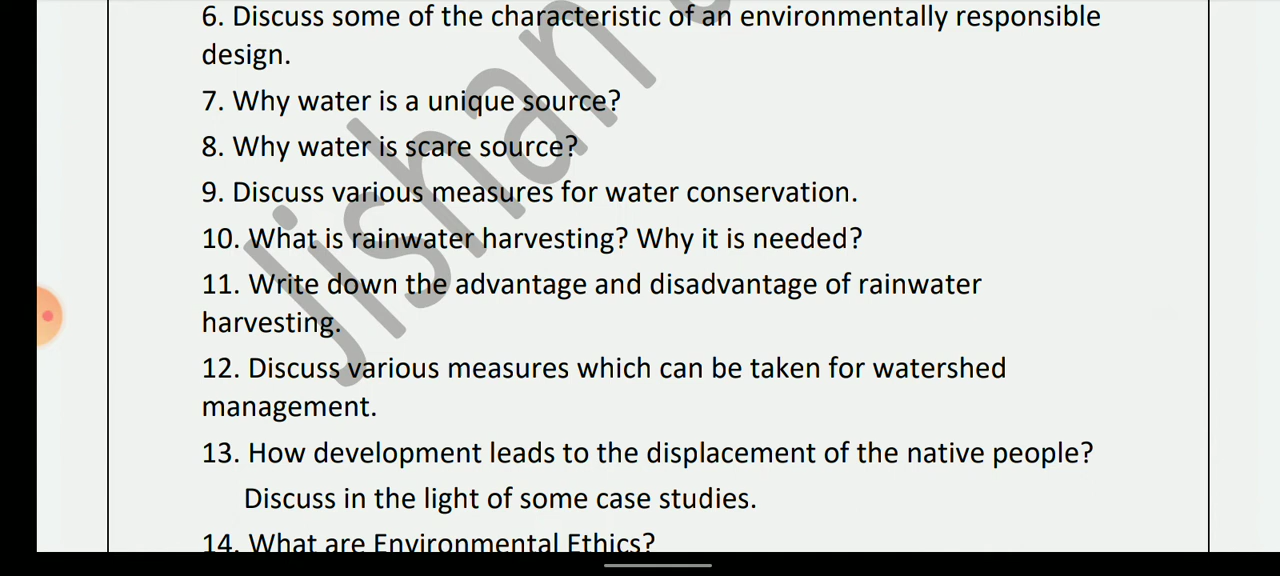 6. Discuss some of the characteristic of an environmentally responsible
design.
7. Why water is a unique source?
8. Why water is scare source?
9. Discuss various measures for water conservation.
10. What is rainwater harvesting? Why it is needed?
11. Write down the advantage and disadvantage of rainwater
harvesting.
12. Discuss various measures which can be taken for watershed
management.
13. How development leads to the displacement of the native people?
Discuss in the light of some case studies.
14. What are Environmental Ethics?
Jishan